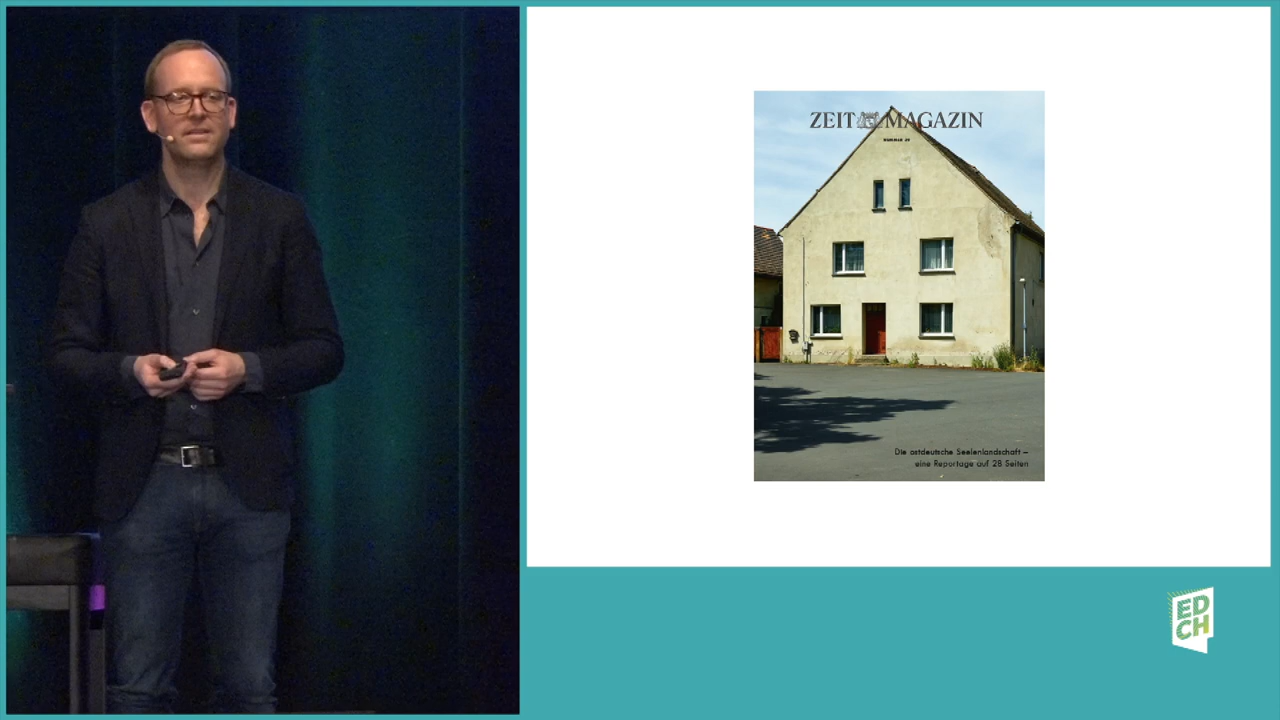 ZEIT MAGAZIN
Die ostdeutsche Seelenlandschaft –
eine Reportage auf 28 Seiten
ED
CH